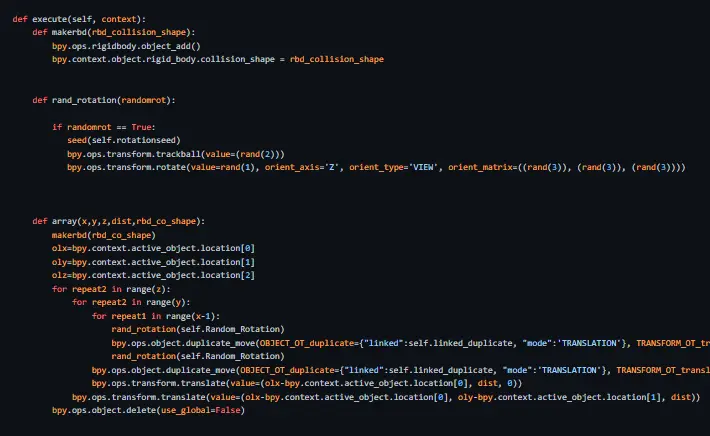 def execute(self, context):
    def makerbd(rbd_collision_shape):
        bpy.ops.rigidbody.object_add()
        bpy.context.object.rigid_body.collision_shape = rbd_collision_shape
    def rand_rotation(randomrot):
        if randomrot == True:
           seed(self.rotationseed)
           bpy.ops.transform.trackball(value=(rand(2)))
           bpy.ops.transform.rotate(value=rand(1), orient_axis='Z', orient_type='VIEW', orient_matrix=((rand(3)), (rand(3)), (rand(3))))
    def array(x,y,z,dist,rbd_co_shape):
        makerbd(rbd_co_shape)
        olx=bpy.context.active_object.location[0]
        oly=bpy.context.active_object.location[1]
        olz=bpy.context.active_object.location[2]
        for repeat2 in range(z):
            for repeat2 in range(y):
                for repeat1 in range(x-1):
                    rand_rotation(self.Random_Rotation)
                    bpy.ops.object.duplicate_move(OBJECT_OT_duplicate={"linked":self.linked_duplicate, "mode":'TRANSLATION'}, TRANSFORM_OT_tr
                    rand_rotation(self.Random_Rotation)
                bpy.ops.object.duplicate_move(OBJECT_OT_duplicate={"linked":self.linked_duplicate, "mode":'TRANSLATION'}, TRANSFORM_OT_transl
                bpy.ops.transform.translate(value=(olx-bpy.context.active_object.location[0], dist, 0))
            bpy.ops.transform.translate(value=(olx-bpy.context.active_object.location[0], oly-bpy.context.active_object.location[1], dist))
        bpy.ops.object.delete(use_global=False)